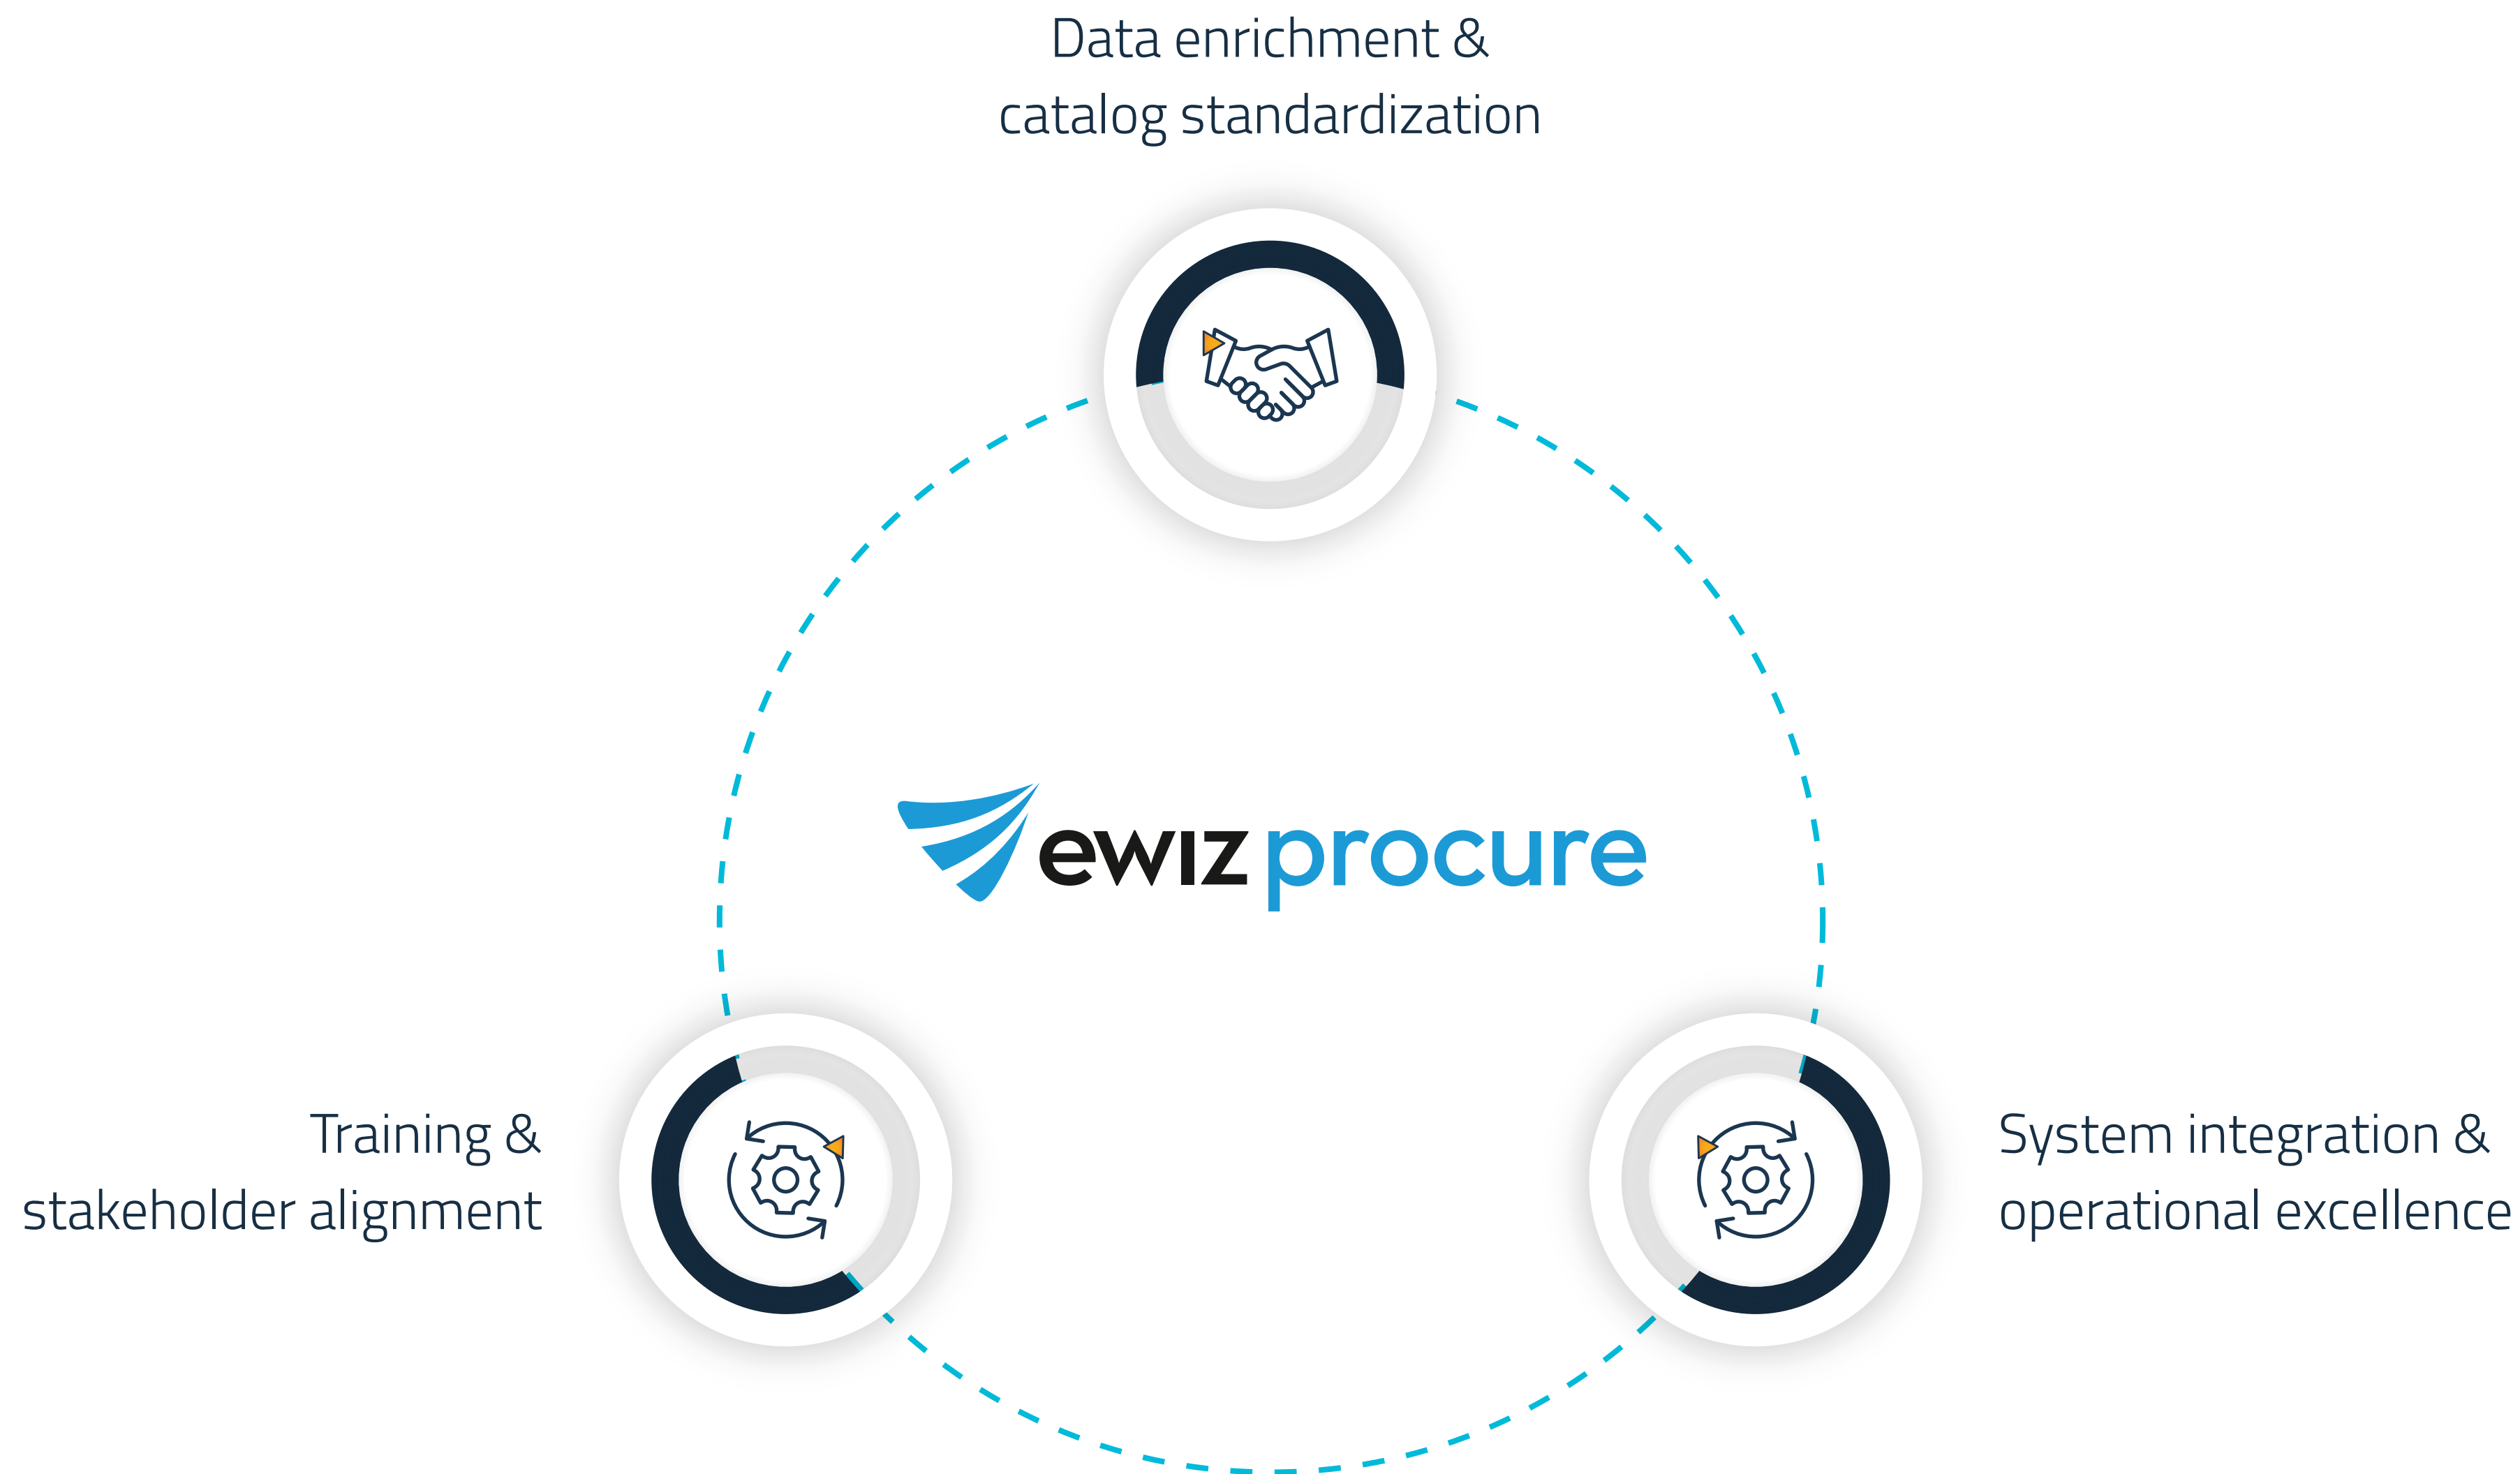 Data enrichment &
catalog standardization
ewiz procure
Training &
stakeholder alignment
System integration &
operational excellence